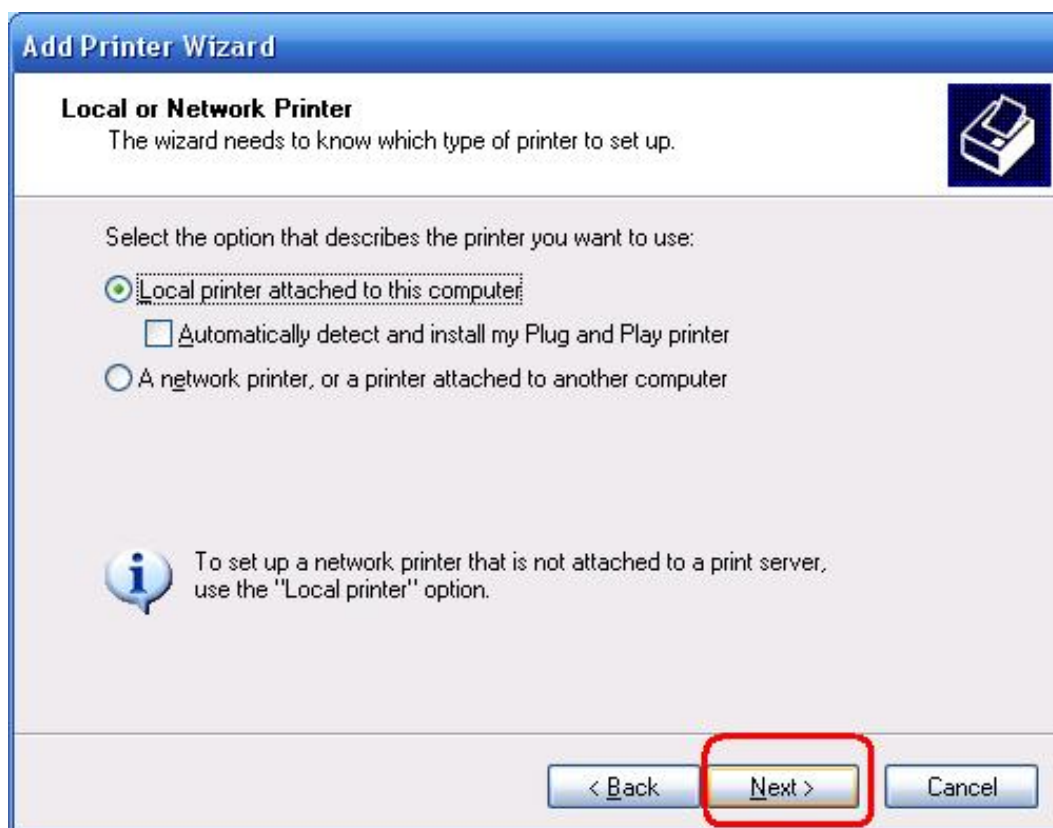 Add Printer Wizard
Local or Network Printer
The wizard needs to know which type of printer to set up.
Select the option that describes the printer you want to use:
Local printer attached to this computer
Automatically detect and install my Plug and Play printer
A network printer, or a printer attached to another computer
To set up a network printer that is not attached to a print server,
use the "Local printer" option.
< Back Next > Cancel